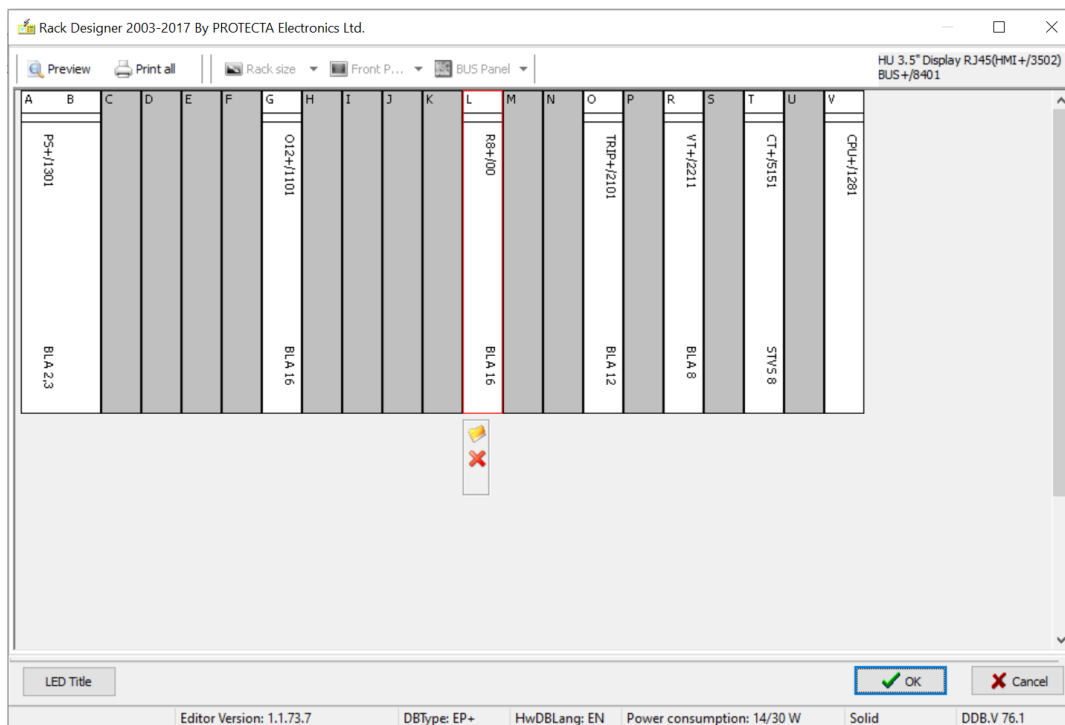 Rack Designer 2003-2017 By PROTECTA Electronics Ltd.
Preview Print all Rack size Front P... BUS Panel
HU 3.5" Display RJ45(HMI+/3502)
BUS+/8401
A B C D E F G H I J K L M N O P R S T U V
PS+/1301
O12+/1101
R8+/00
TRIP+/2101
VT+/2211
CT+/5151
CPU+/1281
BLA 2,3
BLA 16
BLA 16
BLA 12
BLA 8
STVS 8
LED Title
OK
Cancel
Editor Version: 1.1.73.7 DBType: EP+ HwDBLang: EN Power consumption: 14/30 W Solid DDB.V 76.1